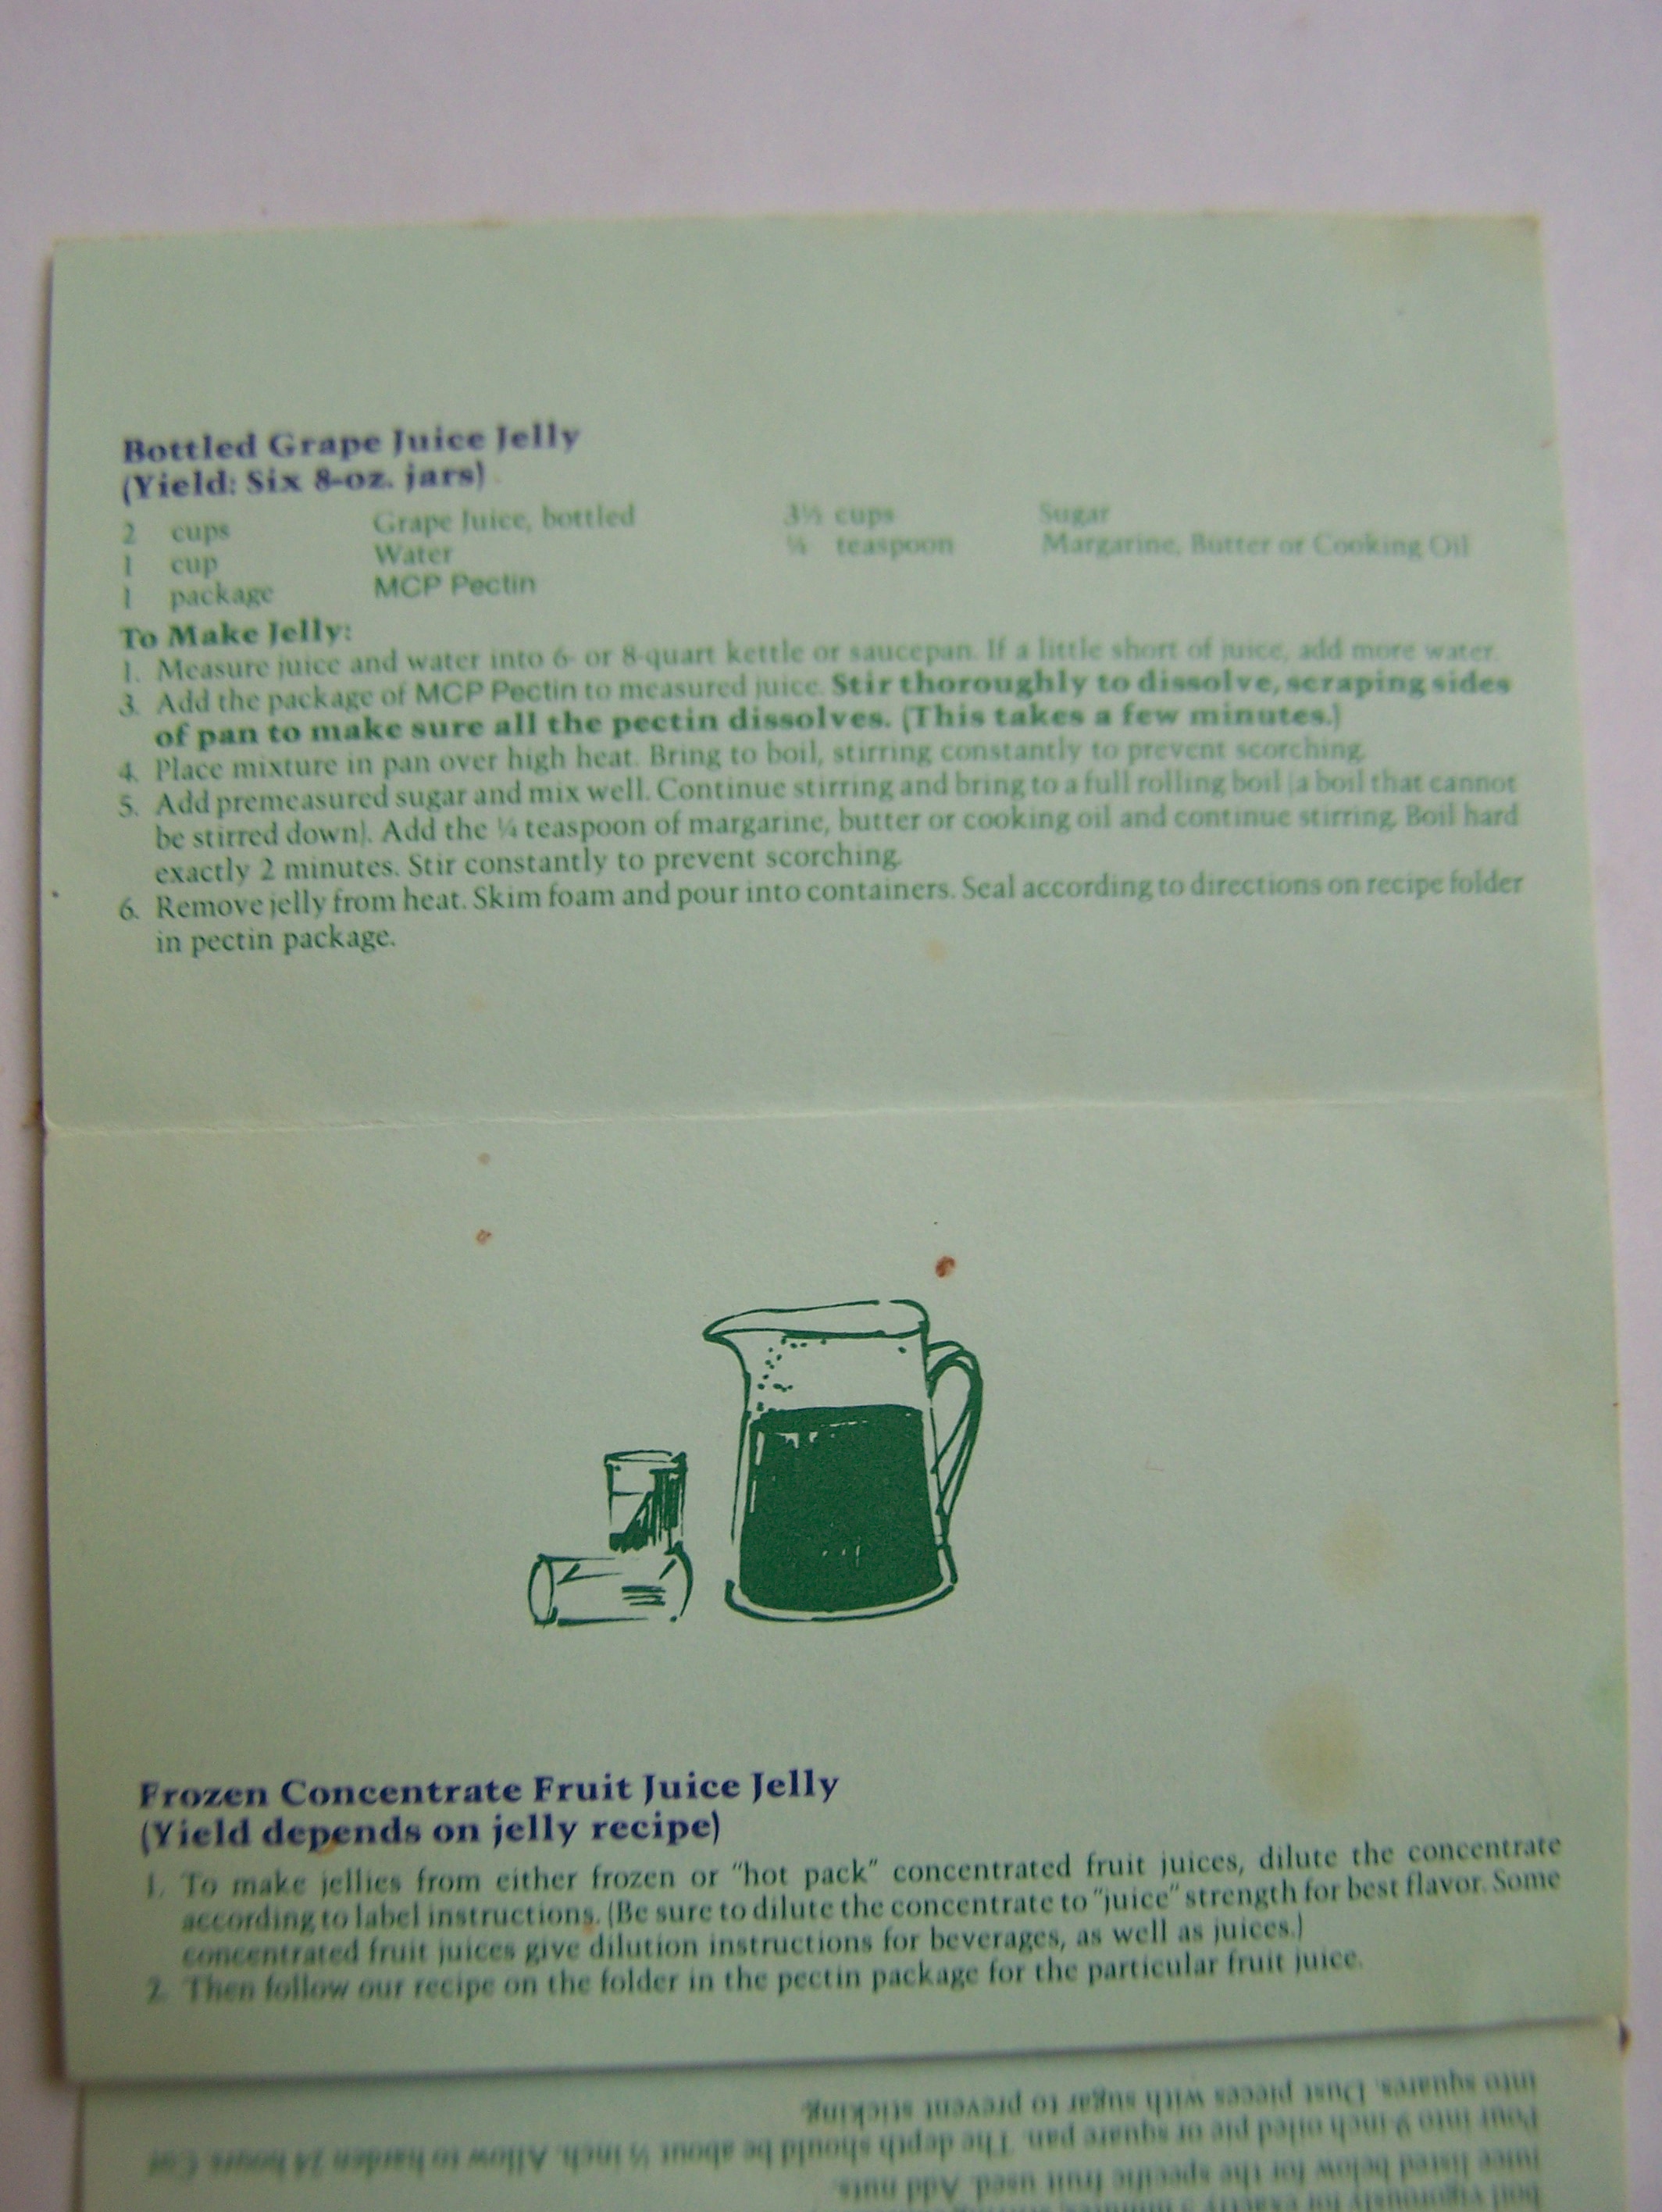 Bottled Grape Juice Jelly
(Yield: Six 8-oz. jars)
2 cups Grape Juice, bottled 3½ cups Sugar
1 cup Water ¼ teaspoon Margarine, Butter or Cooking Oil
1 package MCP Pectin
To Make Jelly:
1. Measure juice and water into 6- or 8-quart kettle or saucepan. If a little short of juice, add more water.
3. Add the package of MCP Pectin to measured juice. Stir thoroughly to dissolve, scraping sides
of pan to make sure all the pectin dissolves. (This takes a few minutes.)
4. Place mixture in pan over high heat. Bring to boil, stirring constantly to prevent scorching.
5. Add premeasured sugar and mix well. Continue stirring and bring to a full rolling boil (a boil that cannot
be stirred down). Add the ¼ teaspoon of margarine, butter or cooking oil and continue stirring. Boil hard
exactly 2 minutes. Stir constantly to prevent scorching.
6. Remove jelly from heat. Skim foam and pour into containers. Seal according to directions on recipe folder
in pectin package.
Frozen Concentrate Fruit Juice Jelly
(Yield depends on jelly recipe)
1. To make jellies from either frozen or "hot pack" concentrated fruit juices, dilute the concentrate
according to label instructions. (Be sure to dilute the concentrate to "juice" strength for best flavor. Some
concentrated fruit juices give dilution instructions for beverages, as well as juices.)
2. Then follow our recipe on the folder in the pectin package for the particular fruit juice.
boil vigorously for exactly
juice listed below for the specific fruit used. Add nuts.
Pour into 9 inch oiled pie or square pan. The depth should be about ½ inch. Allow to harden 24 hours. Cut
into squares. Dust pieces with sugar to prevent sticking.